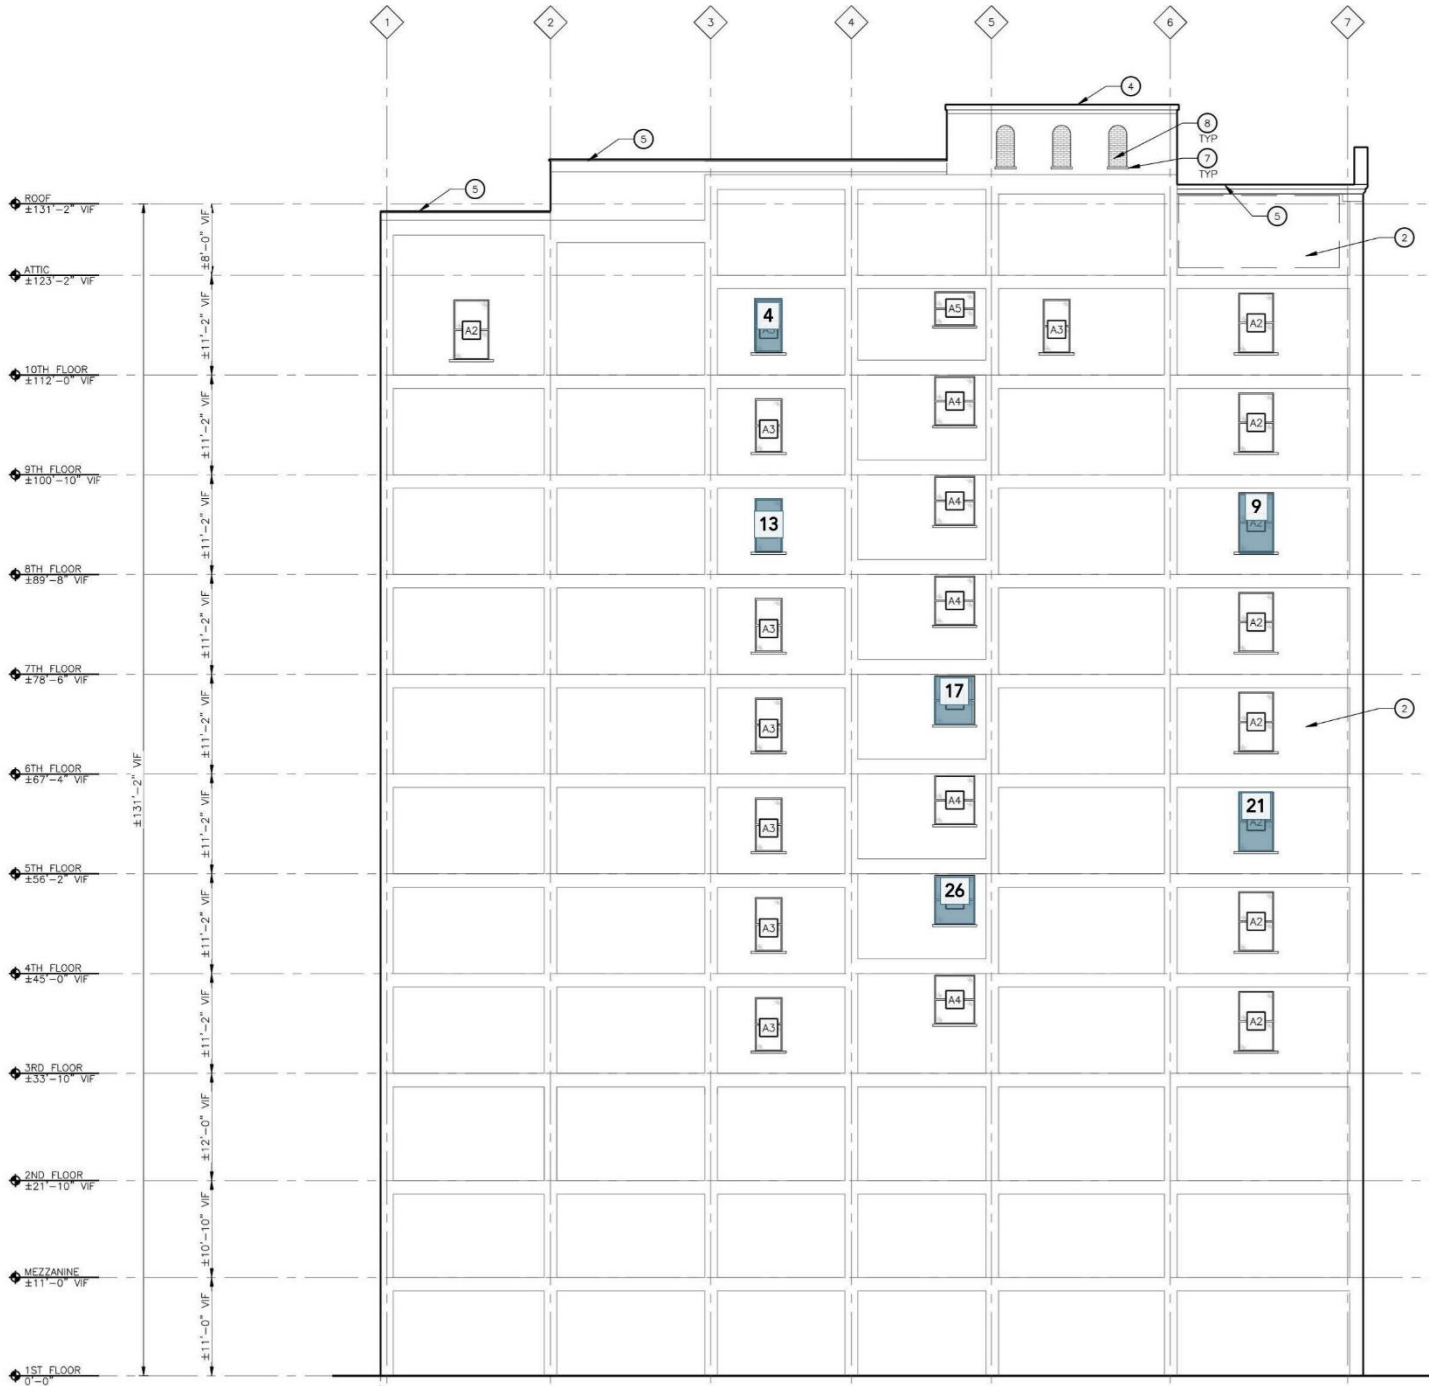 1 2 3 4 5 6 7
4
5
8
TYP
7
TYP
5
5
2
ROOF
±131'-2" VIF
±8'-0" VIF
ATTIC
±123'-2" VIF
±11'-2" VIF
A2 4 A5 A3 A2
10TH FLOOR
±112'-0" VIF
±11'-2" VIF
A3 A4 A2
9TH FLOOR
±100'-10" VIF
±11'-2" VIF
13 A4 9
A2
8TH FLOOR
±89'-8" VIF
±11'-2" VIF
A3 A4 A2
7TH FLOOR
±78'-6" VIF
±11'-2" VIF
A3 17 A2
2
6TH FLOOR
±67'-4" VIF
±131'-2" VIF
±11'-2" VIF
A3 A4 21
A2
5TH FLOOR
±56'-2" VIF
±11'-2" VIF
A3 26 A2
4TH FLOOR
±45'-0" VIF
±11'-2" VIF
A3 A4 A2
3RD FLOOR
±33'-10" VIF
±12'-0" VIF
2ND FLOOR
±21'-10" VIF
±10'-10" VIF
MEZZANINE
±11'-0" VIF
±11'-0" VIF
1ST FLOOR
0'-0"